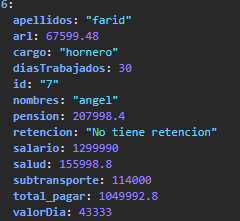 6:
apellidos: "farid"
arl: 67599.48
cargo: "hornero"
diasTrabajados: 30
id: "7"
nombres: "angel"
pension: 207998.4
retencion: "No tiene retencion"
salario: 1299990
salud: 155998.8
subtransporte: 114000
total_pagar: 1049992.8
valorDia: 43333